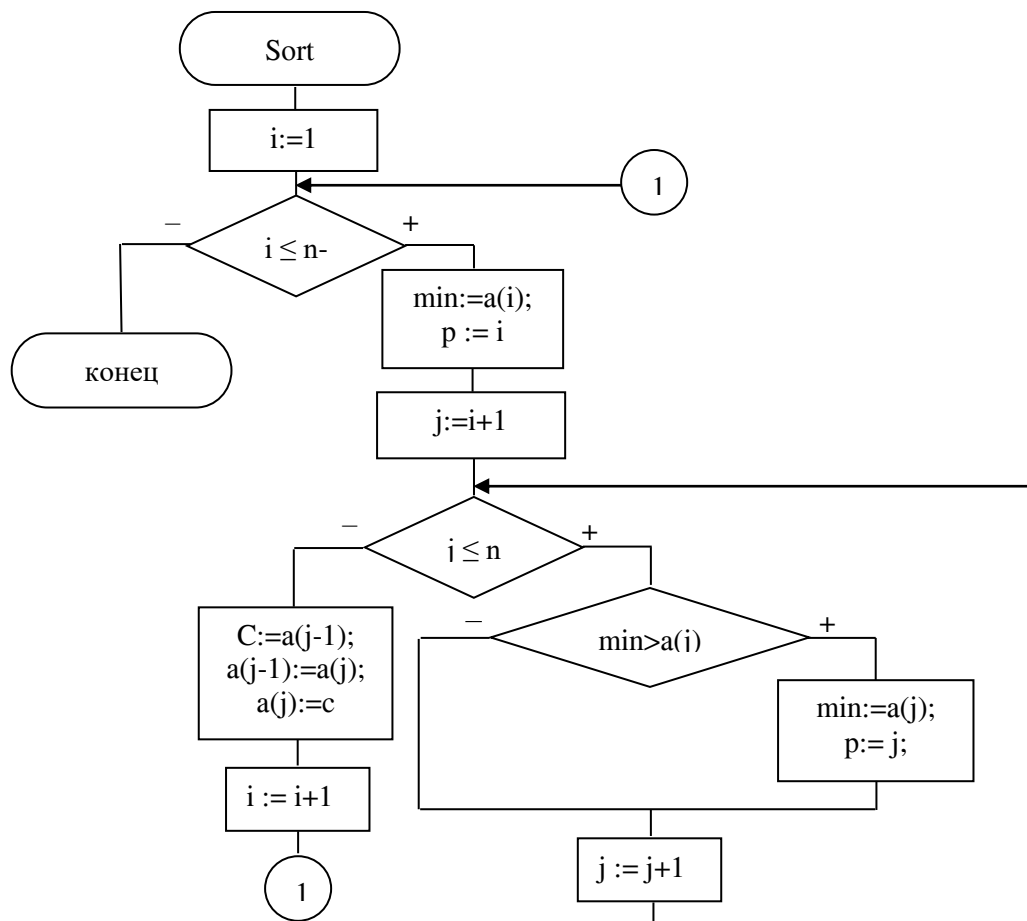 Sort
i:=1
1
–
+
i ≤ n-
min:=a(i);
p := i
конец
j:=i+1
–
+
j ≤ n
–
+
C:=a(j-1);
a(j-1):=a(j);
a(j):=c
min>a(j)
min:=a(j);
p:= j;
i := i+1
j := j+1
1